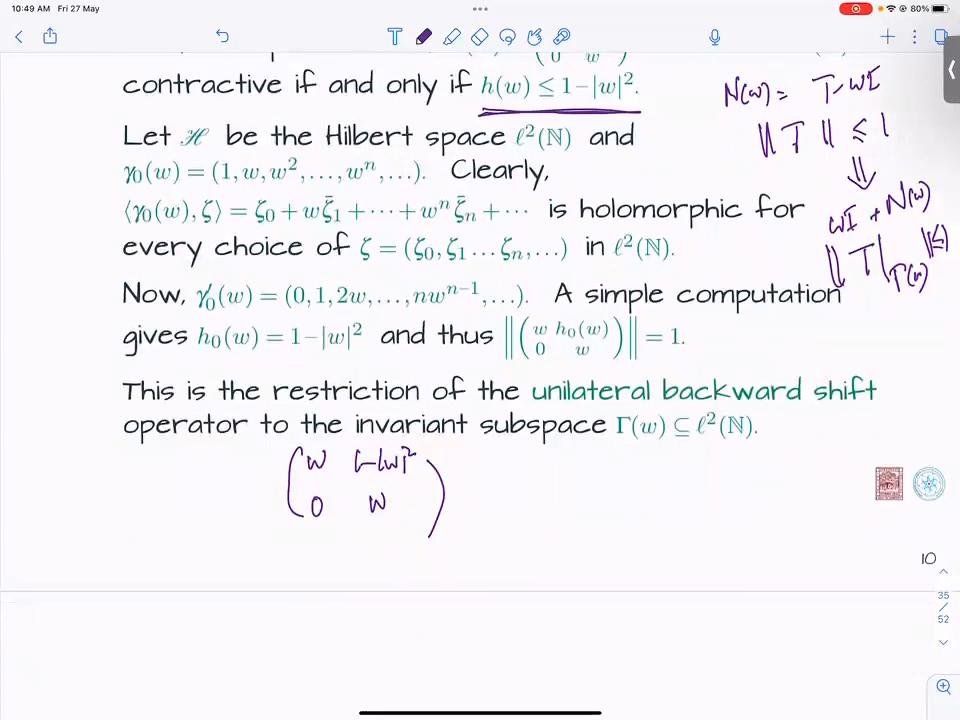 10:49 AM Fri 27 May
80%
contractive if and only if h(w) ≤ 1−|w|².
Let ℋ be the Hilbert space ℓ²(ℕ) and
γ₀(w) = (1, w, w², …, wⁿ, …). Clearly,
⟨γ₀(w), ζ⟩ = ζ₀ + wζ̄₁ + ⋯ + wⁿζ̄ₙ + ⋯ is holomorphic for
every choice of ζ = (ζ₀, ζ₁ … ζₙ, …) in ℓ²(ℕ).
Now, γ₀′(w) = (0, 1, 2w, …, nwⁿ⁻¹, …). A simple computation
gives h₀(w) = 1−|w|² and thus ‖(w h₀(w)
0 w)‖ = 1.
This is the restriction of the unilateral backward shift
operator to the invariant subspace Γ(w) ⊆ ℓ²(ℕ).
(w 1-|w|²
0 w)
N(w) = T-wI
‖T‖ ≤ 1
⇓
wI + N(w)
10
35
/
52